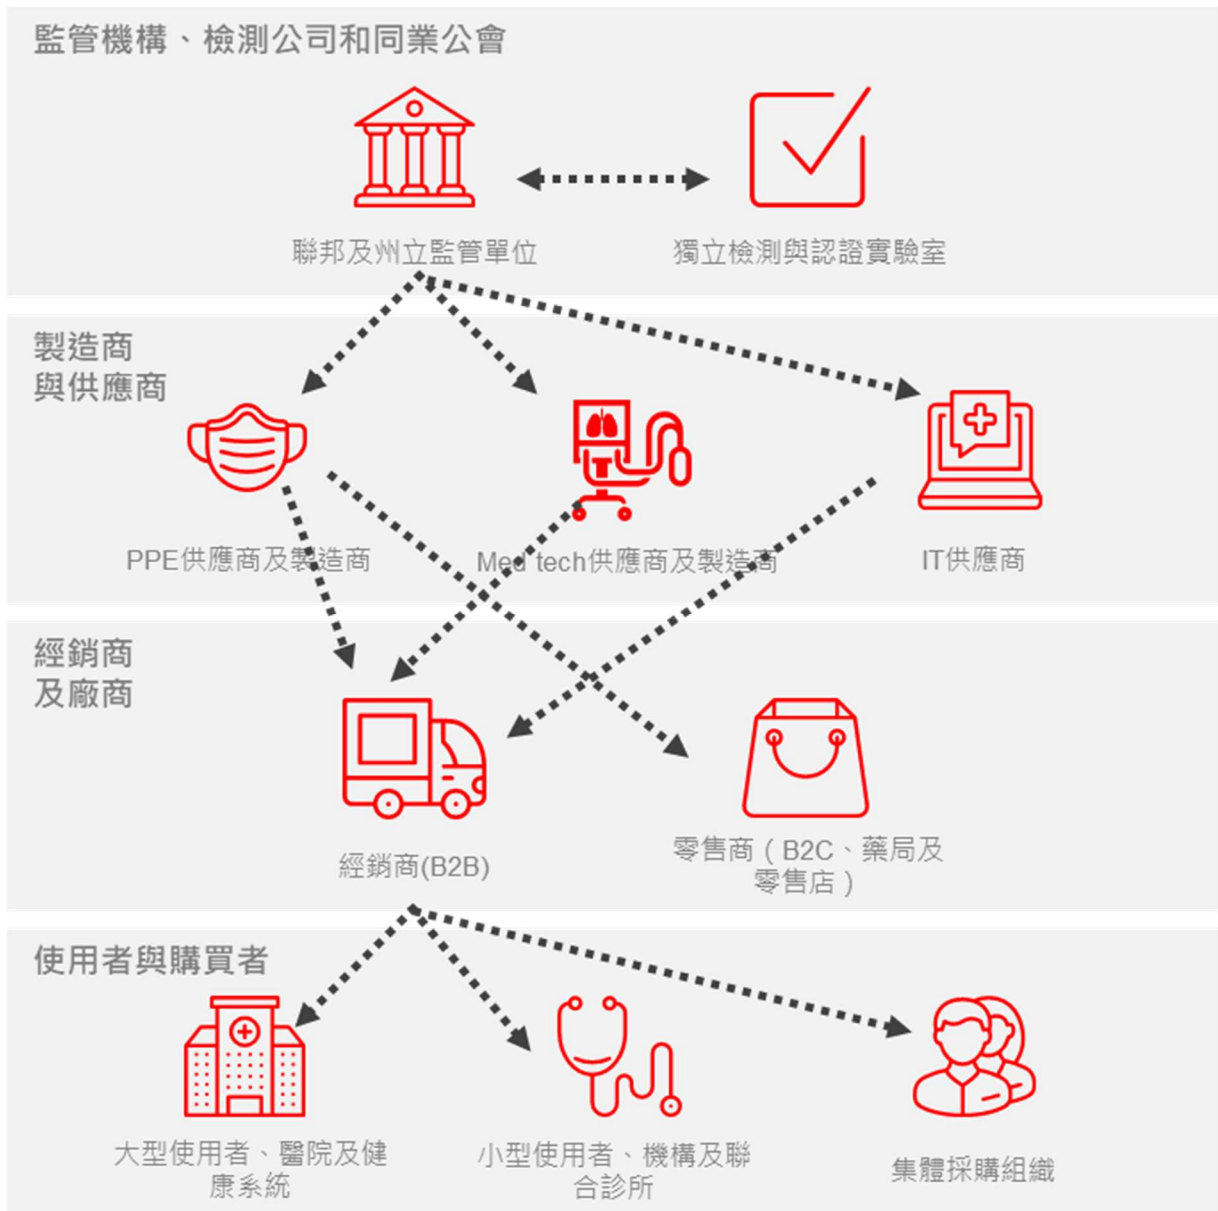 監管機構、檢測公司和同業公會
聯邦及州立監管單位
獨立檢測與認證實驗室
製造商
與供應商
PPE供應商及製造商
Med tech供應商及製造商
IT供應商
經銷商
及廠商
經銷商(B2B)
零售商（B2C、藥局及
零售店）
使用者與購買者
大型使用者、醫院及健
康系統
小型使用者、機構及聯
合診所
集體採購組織